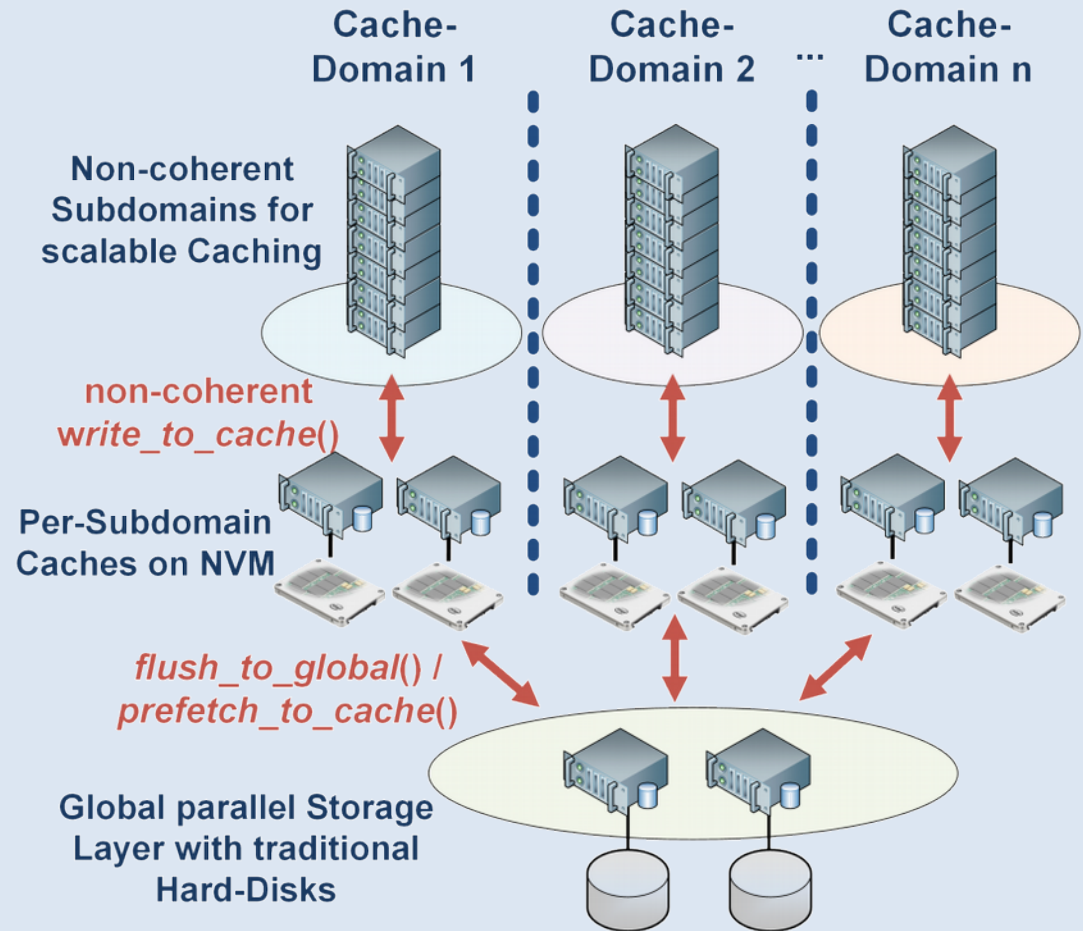 Cache-
Domain 1
Cache-
Domain 2
...
Cache-
Domain n
Non-coherent
Subdomains for
scalable Caching
non-coherent
write_to_cache()
Per-Subdomain
Caches on NVM
flush_to_global() /
prefetch_to_cache()
Global parallel Storage
Layer with traditional
Hard-Disks